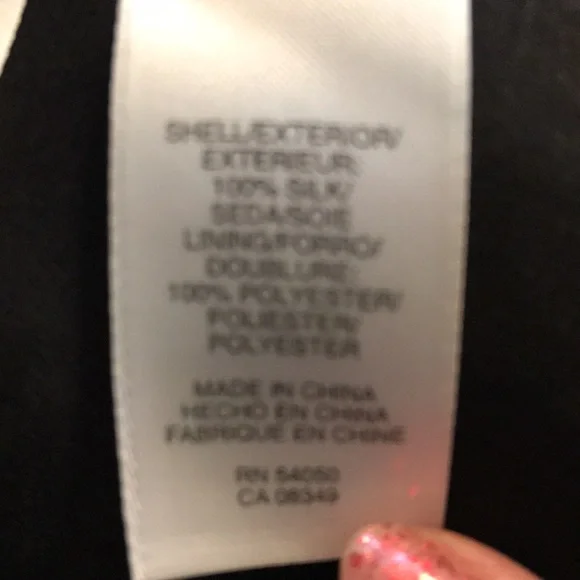 SHELL/EXTERIOR/
EXTERIEUR:
100% SILK/
SEDA/SOIE
LINING/FORRO/
DOUBLURE:
100% POLYESTER/
POLIESTER/
POLYESTER
MADE IN CHINA
HECHO EN CHINA
FABRIQUE EN CHINE
RN 54050
CA 08349